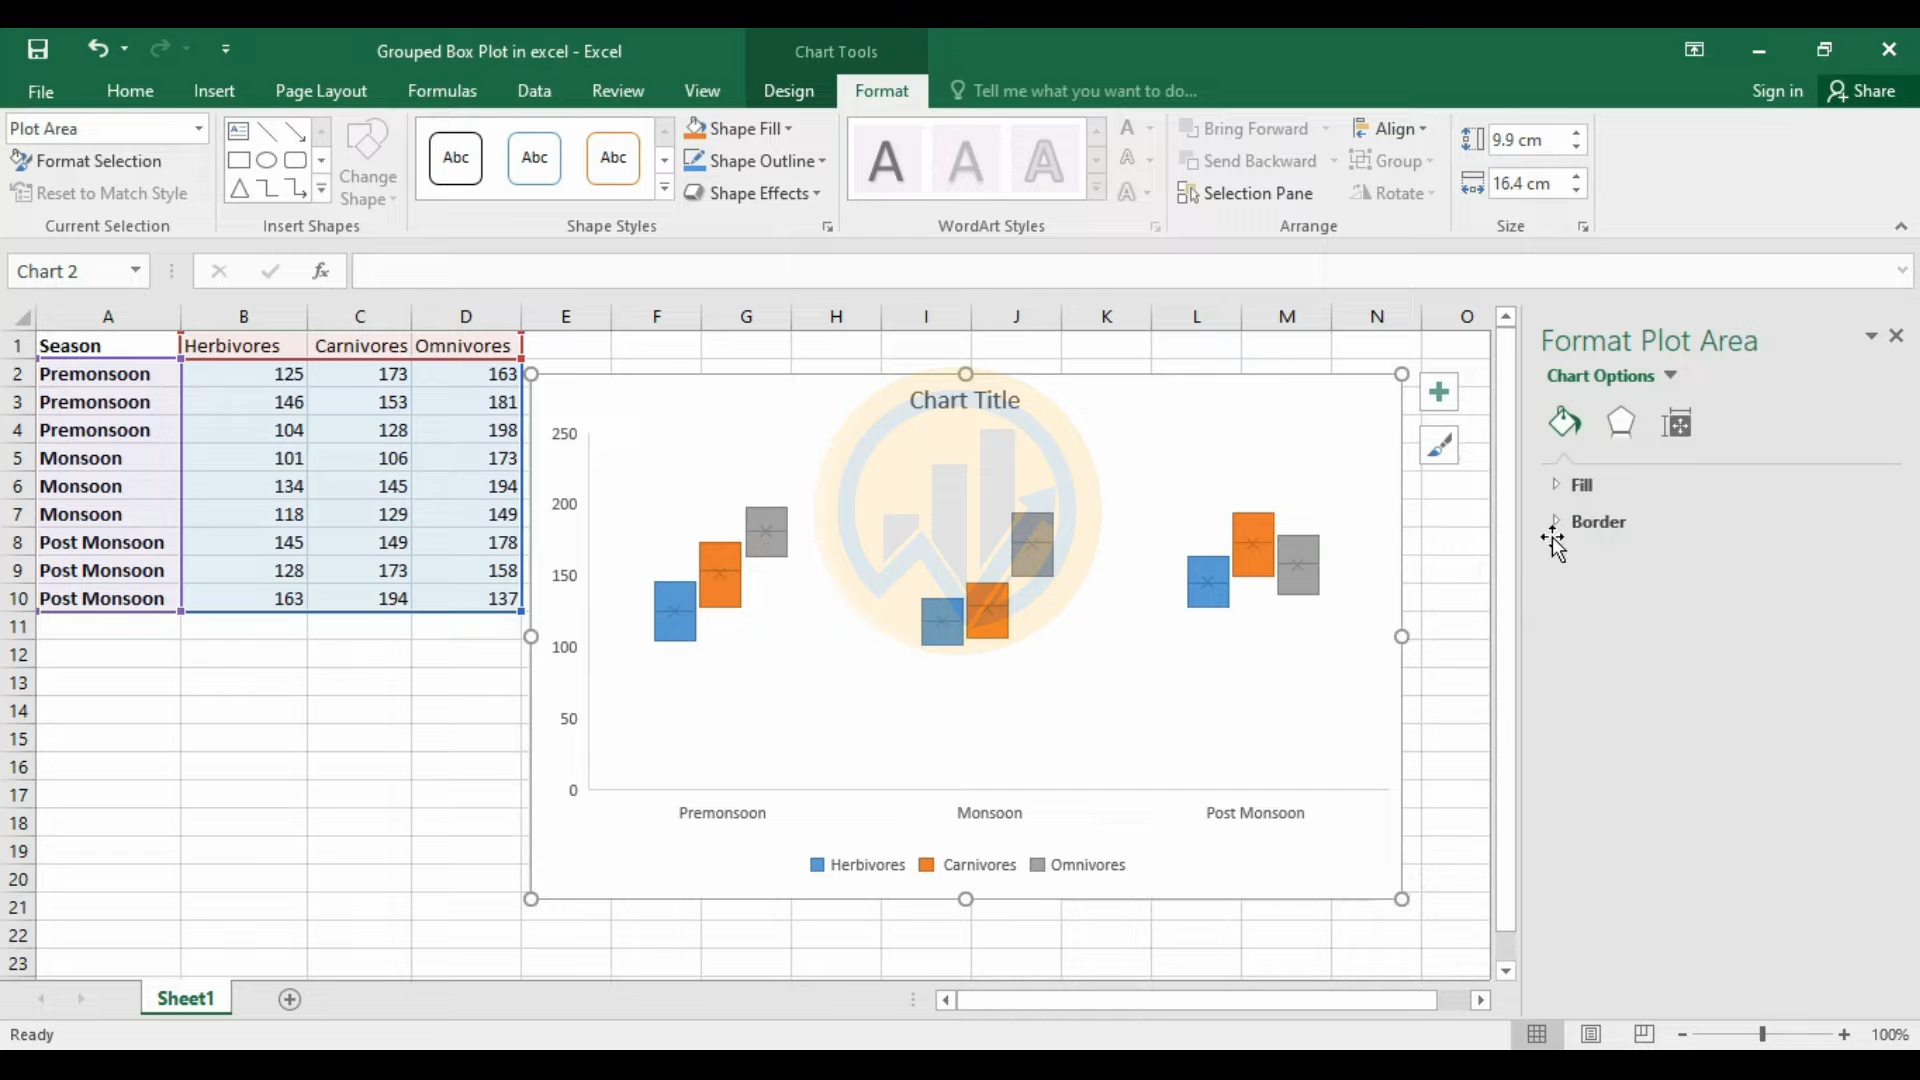 Grouped Box Plot in excel - Excel
Chart Tools
File Home Insert Page Layout Formulas Data Review View Design Format Tell me what you want to do... Sign in Share
Plot Area
Format Selection
Reset to Match Style
Current Selection
Change Shape
Insert Shapes
Abc Abc Abc
Shape Fill
Shape Outline
Shape Effects
Shape Styles
A A A
A
A
A
WordArt Styles
Bring Forward
Send Backward
Selection Pane
Align
Group
Rotate
Arrange
9.9 cm
16.4 cm
Size
Chart 2
fx
A B C D E F G H I J K L M N O
1 Season Herbivores Carnivores Omnivores
2 Premonsoon 125 173 163
3 Premonsoon 146 153 181
4 Premonsoon 104 128 198
5 Monsoon 101 106 173
6 Monsoon 134 145 194
7 Monsoon 118 129 149
8 Post Monsoon 145 149 178
9 Post Monsoon 128 173 158
10 Post Monsoon 163 194 137
11
12
13
14
15
16
17
18
19
20
21
22
23
Chart Title
250
200
150
100
50
0
Premonsoon Monsoon Post Monsoon
Herbivores Carnivores Omnivores
Format Plot Area
Chart Options
Fill
Border
Sheet1
Ready
100%